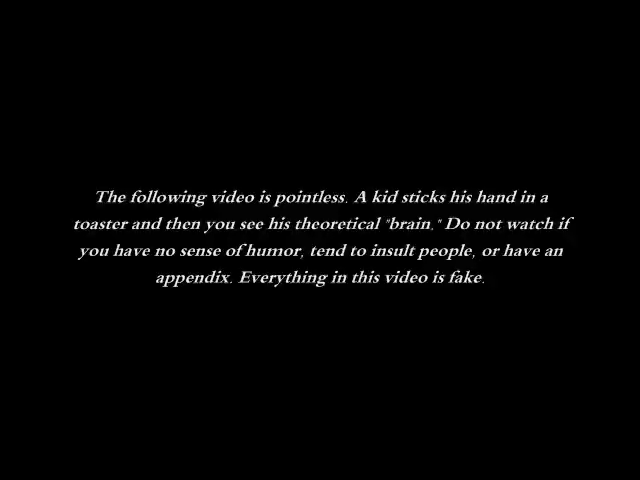 The following video is pointless. A kid sticks his hand in a
toaster and then you see his theoretical "brain." Do not watch if
you have no sense of humor, tend to insult people, or have an
appendix. Everything in this video is fake.